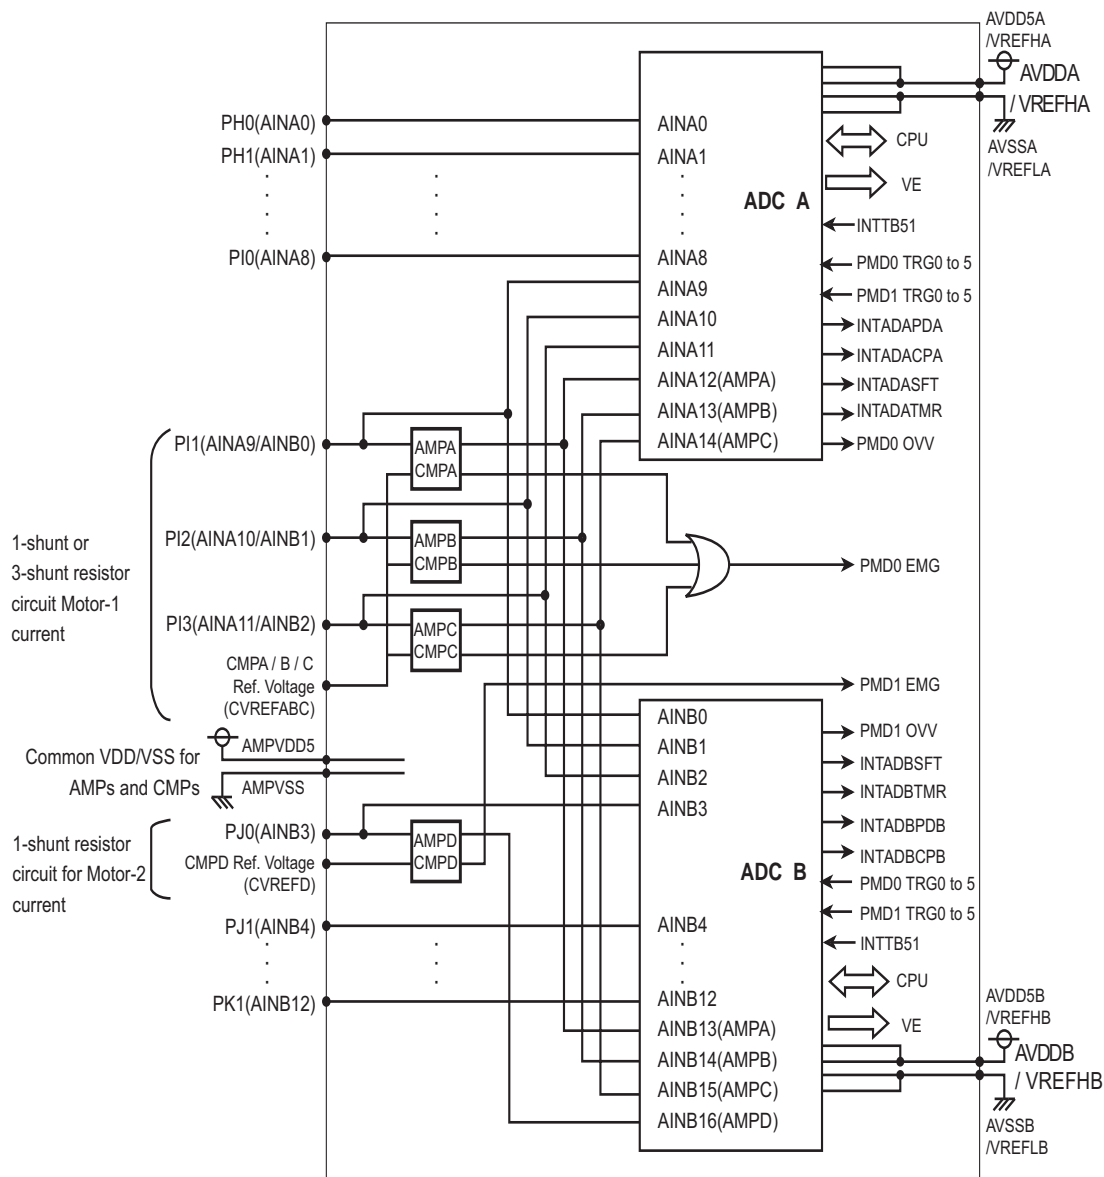 AVDD5A
/VREFHA
AVDDA
/ VREFHA
AVSSA
/VREFLA
PH0(AINA0)
PH1(AINA1)
PI0(AINA8)
AINA0
AINA1
ADC A
AINA8
AINA9
AINA10
AINA11
AINA12(AMPA)
AINA13(AMPB)
AINA14(AMPC)
CPU
VE
INTTB51
PMD0 TRG0 to 5
PMD1 TRG0 to 5
INTADAPDA
INTADACPA
INTADASFT
INTADATMR
PMD0 OVV
1-shunt or
3-shunt resistor
circuit Motor-1
current
PI1(AINA9/AINB0)
AMPA
CMPA
PI2(AINA10/AINB1)
AMPB
CMPB
PI3(AINA11/AINB2)
AMPC
CMPC
CMPA / B / C
Ref. Voltage
(CVREFABC)
PMD0 EMG
PMD1 EMG
Common VDD/VSS for
AMPs and CMPs
AMPVDD5
AMPVSS
1-shunt resistor
circuit for Motor-2
current
PJ0(AINB3)
CMPD Ref. Voltage
(CVREFD)
AMPD
CMPD
PJ1(AINB4)
PK1(AINB12)
AINB0
AINB1
AINB2
AINB3
ADC B
AINB4
AINB12
AINB13(AMPA)
AINB14(AMPB)
AINB15(AMPC)
AINB16(AMPD)
PMD1 OVV
INTADBSFT
INTADBTMR
INTADBPDB
INTADBCPB
PMD0 TRG0 to 5
PMD1 TRG0 to 5
INTTB51
CPU
VE
AVDD5B
/VREFHB
AVDDB
/ VREFHB
AVSSB
/VREFLB